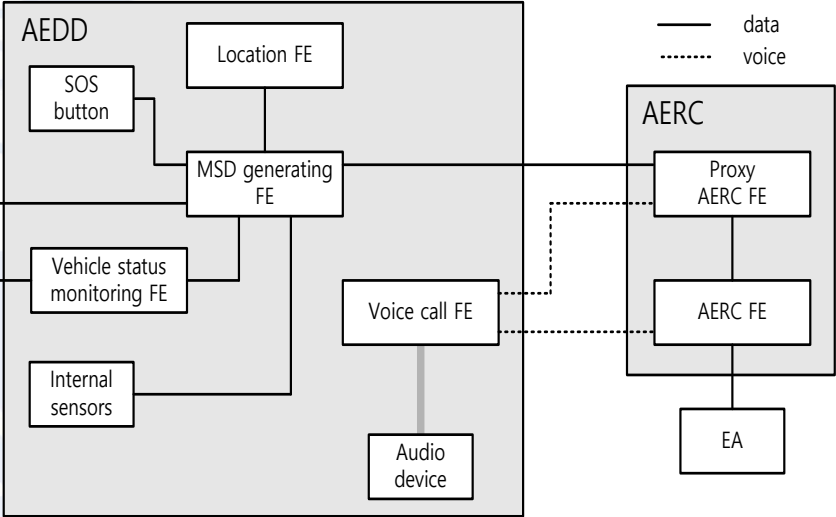 AEDD
Location FE
data
voice
SOS
button
AERC
MSD generating
FE
Proxy
AERC FE
Vehicle status
monitoring FE
Voice call FE
AERC FE
Internal
sensors
Audio
device
EA